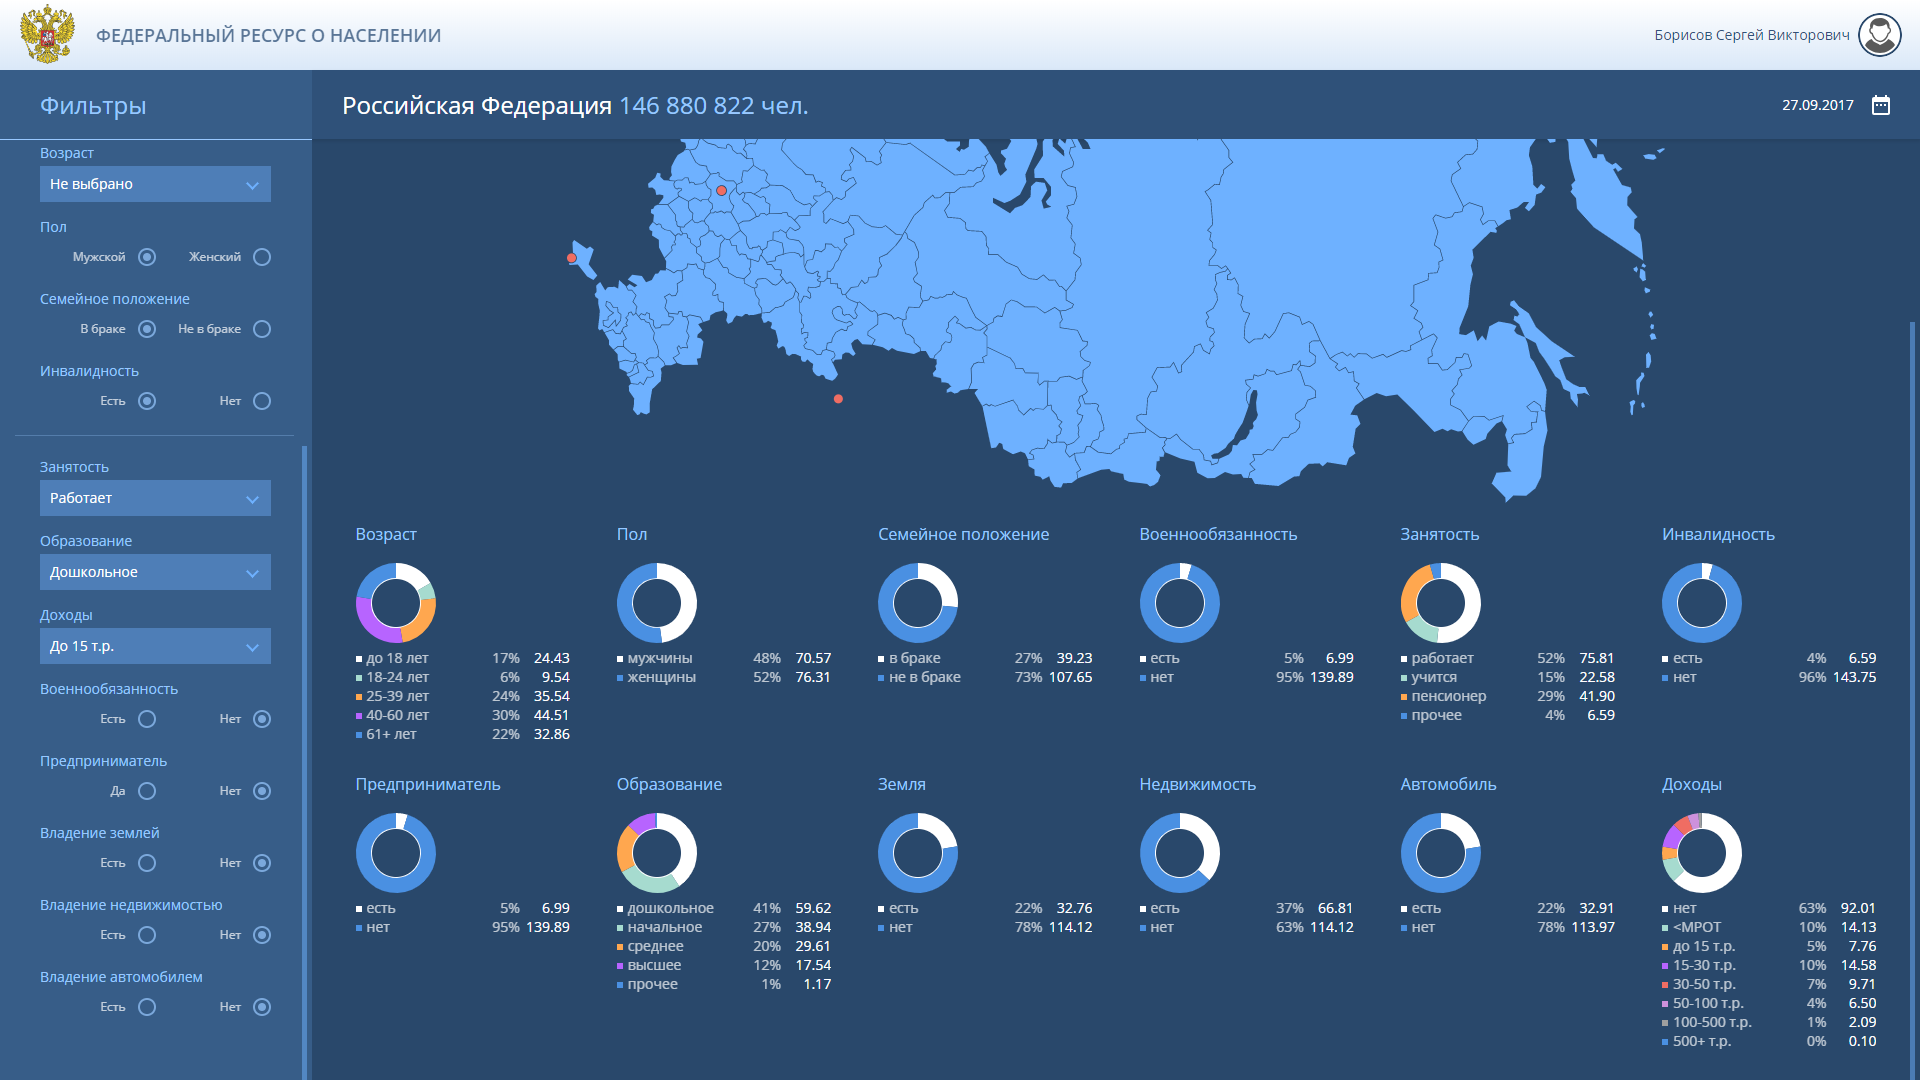 ФЕДЕРАЛЬНЫЙ РЕСУРС О НАСЕЛЕНИИ
Борисов Сергей Викторович
Фильтры
Российская Федерация 146 880 822 чел.
27.09.2017
Возраст
Не выбрано
Пол
Мужской Женский
Семейное положение
В браке Не в браке
Инвалидность
Есть Нет
Занятость
Работает
Образование
Дошкольное
Доходы
До 15 т.р.
Военнообязанность
Есть Нет
Предприниматель
Да Нет
Владение землей
Есть Нет
Владение недвижимостью
Есть Нет
Владение автомобилем
Есть Нет
Возраст
до 18 лет 17% 24.43
18-24 лет 6% 9.54
25-39 лет 24% 35.54
40-60 лет 30% 44.51
61+ лет 22% 32.86
Пол
мужчины 48% 70.57
женщины 52% 76.31
Семейное положение
в браке 27% 39.23
не в браке 73% 107.65
Военнообязанность
есть 5% 6.99
нет 95% 139.89
Занятость
работает 52% 75.81
учится 15% 22.58
пенсионер 29% 41.90
прочее 4% 6.59
Инвалидность
есть 4% 6.59
нет 96% 143.75
Предприниматель
есть 5% 6.99
нет 95% 139.89
Образование
дошкольное 41% 59.62
начальное 27% 38.94
среднее 20% 29.61
высшее 12% 17.54
прочее 1% 1.17
Земля
есть 22% 32.76
нет 78% 114.12
Недвижимость
есть 37% 66.81
нет 63% 114.12
Автомобиль
есть 22% 32.91
нет 78% 113.97
Доходы
нет 63% 92.01
<МРОТ 10% 14.13
до 15 т.р. 5% 7.76
15-30 т.р. 10% 14.58
30-50 т.р. 7% 9.71
50-100 т.р. 4% 6.50
100-500 т.р. 1% 2.09
500+ т.р. 0% 0.10